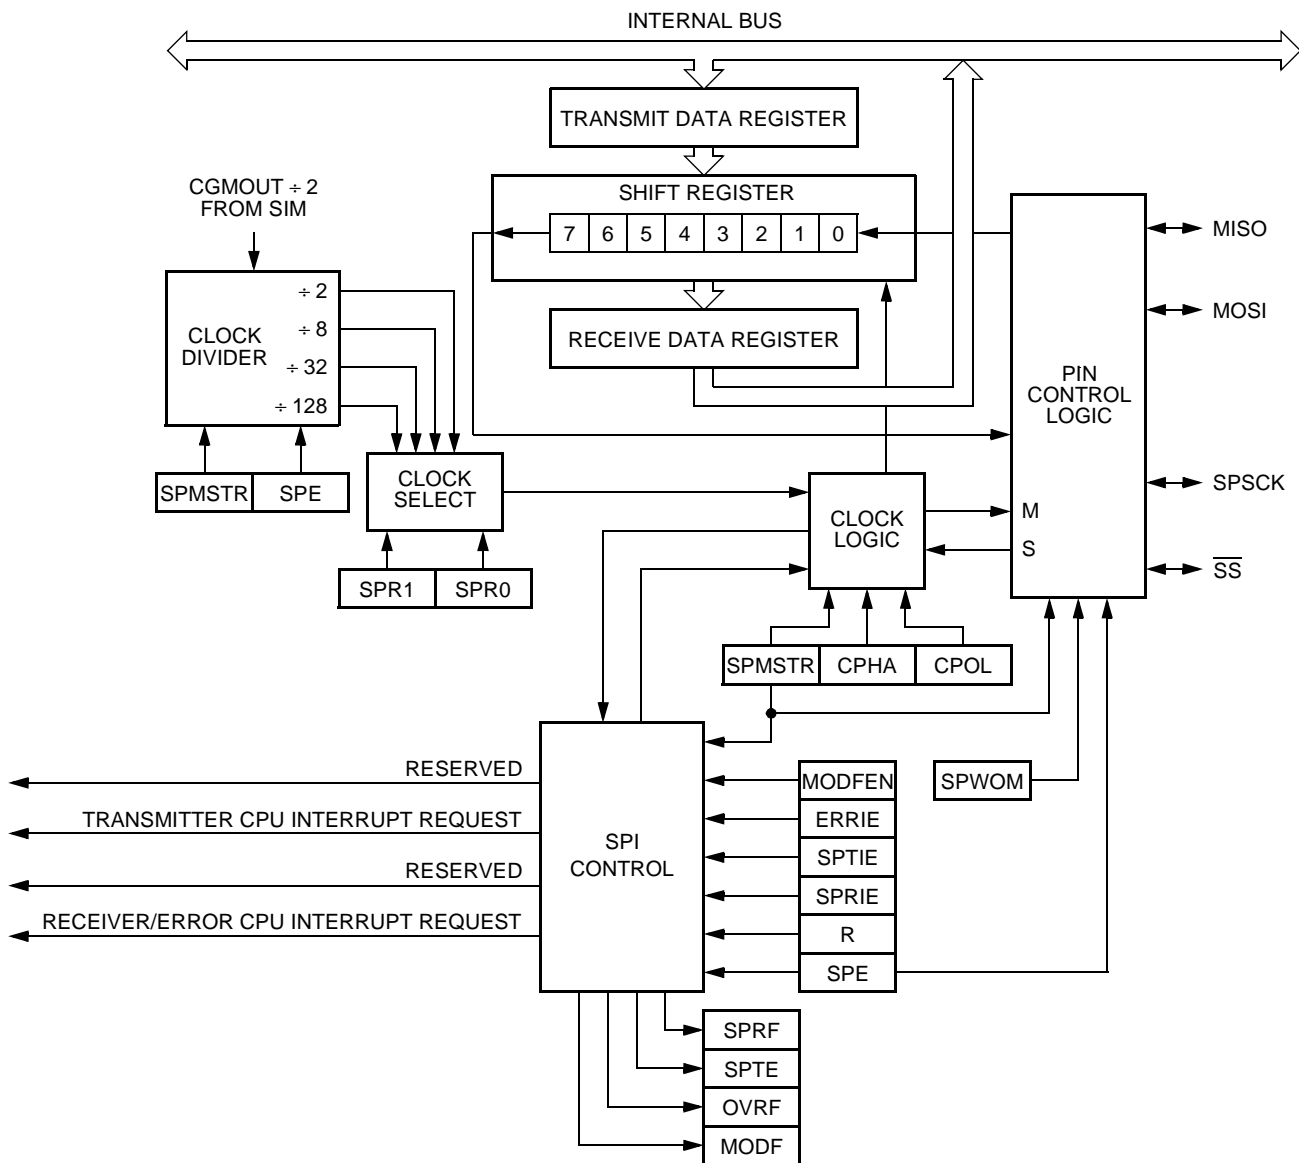 INTERNAL BUS
TRANSMIT DATA REGISTER
CGMOUT ÷ 2
FROM SIM
SHIFT REGISTER
7 6 5 4 3 2 1 0
MISO
÷ 2
÷ 8
÷ 32
÷ 128
CLOCK
DIVIDER
RECEIVE DATA REGISTER
MOSI
PIN
CONTROL
LOGIC
SPMSTR SPE
CLOCK
SELECT
SPSCK
CLOCK
LOGIC
M
S
SS
SPR1 SPR0
SPMSTR CPHA CPOL
RESERVED
TRANSMITTER CPU INTERRUPT REQUEST
RESERVED
RECEIVER/ERROR CPU INTERRUPT REQUEST
SPI
CONTROL
MODFEN
ERRIE
SPTIE
SPRIE
R
SPE
SPWOM
SPRF
SPTE
OVRF
MODF